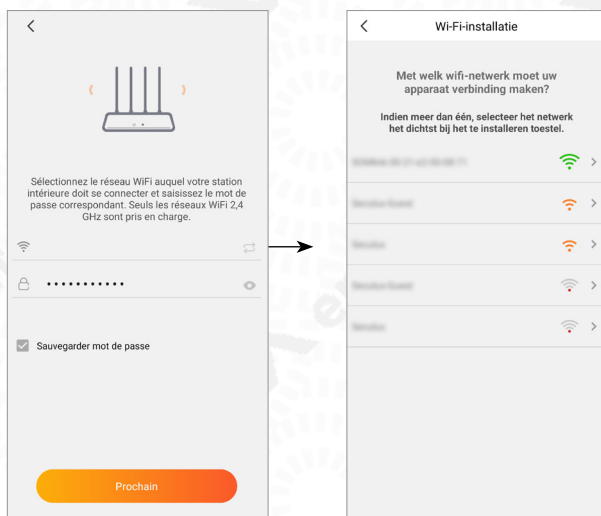 Sélectionnez le réseau WiFi auquel votre station
intérieure doit se connecter et saisissez le mot de
passe correspondant. Seuls les réseaux WiFi 2,4
GHz sont pris en charge.
Sauvegarder mot de passe
Prochain
Wi-Fi-installatie
Met welk wifi-netwerk moet uw
apparaat verbinding maken?
Indien meer dan één, selecteer het netwerk
het dichtst bij het te installeren toestel.